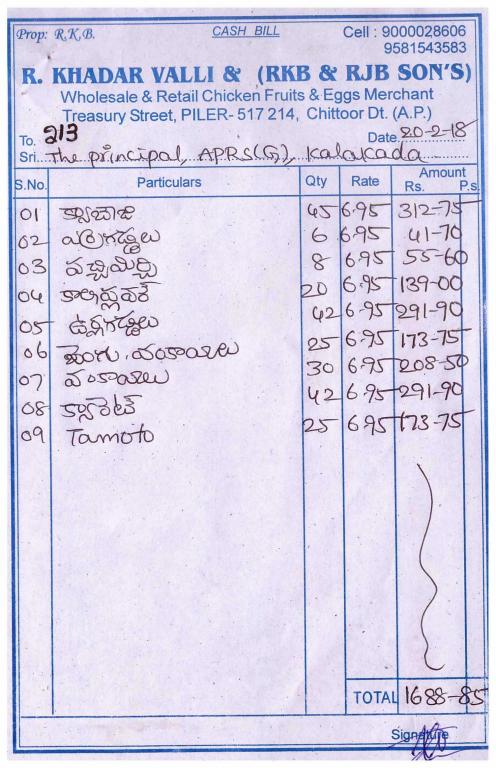 Prop: R.K.B. CASH BILL Cell : 9000028606
9581543583
R. KHADAR VALLI & (RKB & RJB SON'S)
Wholesale & Retail Chicken Fruits & Eggs Merchant
Treasury Street, PILER- 517 214, Chittoor Dt. (A.P.)
To. 213 Date 20-2-18
Sri. The principal, APRS(G), Kalakada
S.No. Particulars Qty Rate Amount
Rs. P.s.
01 క్యాబేజి 45 6.95 312-75
02 ఎర్రగడ్డలు 6 6.95 41-70
03 పచ్చిమిర్చి 8 6.95 55-60
04 కాలీఫ్లవర్ 20 6.95 139-00
05 ఉర్లగడ్డలు 42 6.95 291-90
06 వంకాయలు 25 6.95 173-75
07 వంకాయలు 30 6.95 208-50
08 క్యారెట్ 42 6.95 291-90
09 Tamoto 25 6.95 173-75
TOTAL 1688-85
Signature